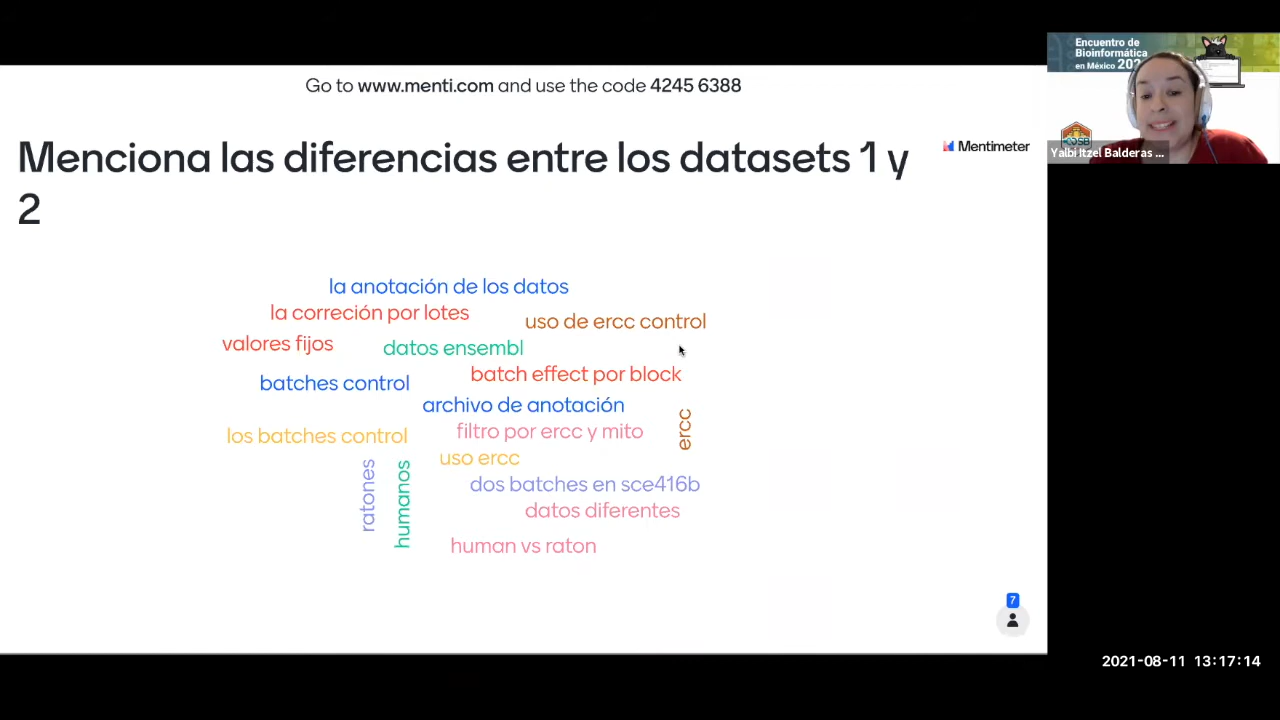 Go to www.menti.com and use the code 4245 6388
Menciona las diferencias entre los datasets 1 y
2
Mentimeter
la anotación de los datos
la correción por lotes
uso de ercc control
valores fijos
datos ensembl
batch effect por block
batches control
archivo de anotación
ercc
los batches control
filtro por ercc y mito
uso ercc
ratones
humanos
dos batches en sce416b
datos diferentes
human vs raton
7
Encuentro de
Bioinformática
en México
Yalbi Itzel Balderas ...
2021-08-11 13:17:14